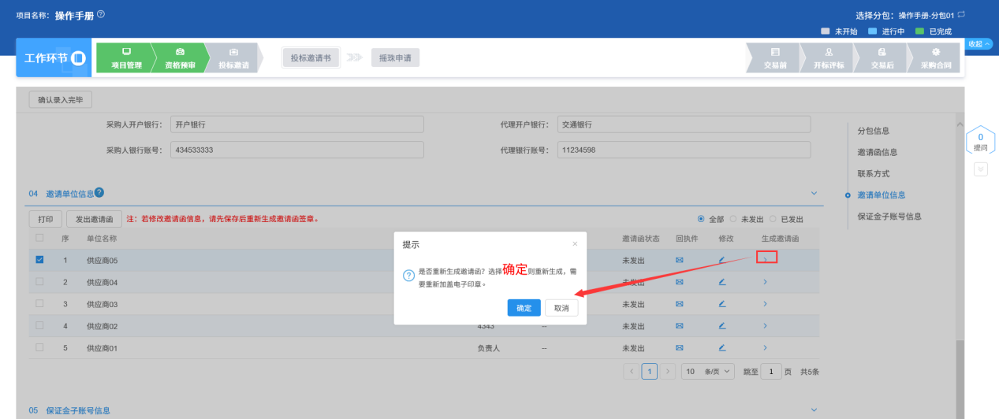 项目名称：操作手册
选择分包：操作手册-分包01
未开始 进行中 已完成
收起
工作环节
项目管理 资格预审 投标邀请 投标邀请书 摇珠申请 交易前 开标评标 交易后 采购合同
确认录入完毕
采购人开户银行： 开户银行 代理开户银行： 交通银行
采购人银行账号： 434533333 代理银行账号： 11234598
分包信息
邀请函信息
联系方式
邀请单位信息
保证金子账号信息
0
提问
04 邀请单位信息
打印 发出邀请函 注：若修改邀请函信息，请先保存后重新生成邀请函签章。 全部 未发出 已发出
序 单位名称 邀请函状态 回执件 修改 生成邀请函
1 供应商05 未发出
2 供应商04 未发出
3 供应商03 未发出
4 供应商02 4343 -- 未发出
5 供应商01 负责人 -- 未发出
提示
是否重新生成邀请函？选择确定则重新生成，需
要重新加盖电子印章。
确定 取消
1 10 条/页 跳至 1 页 共5条
05 保证金子账号信息